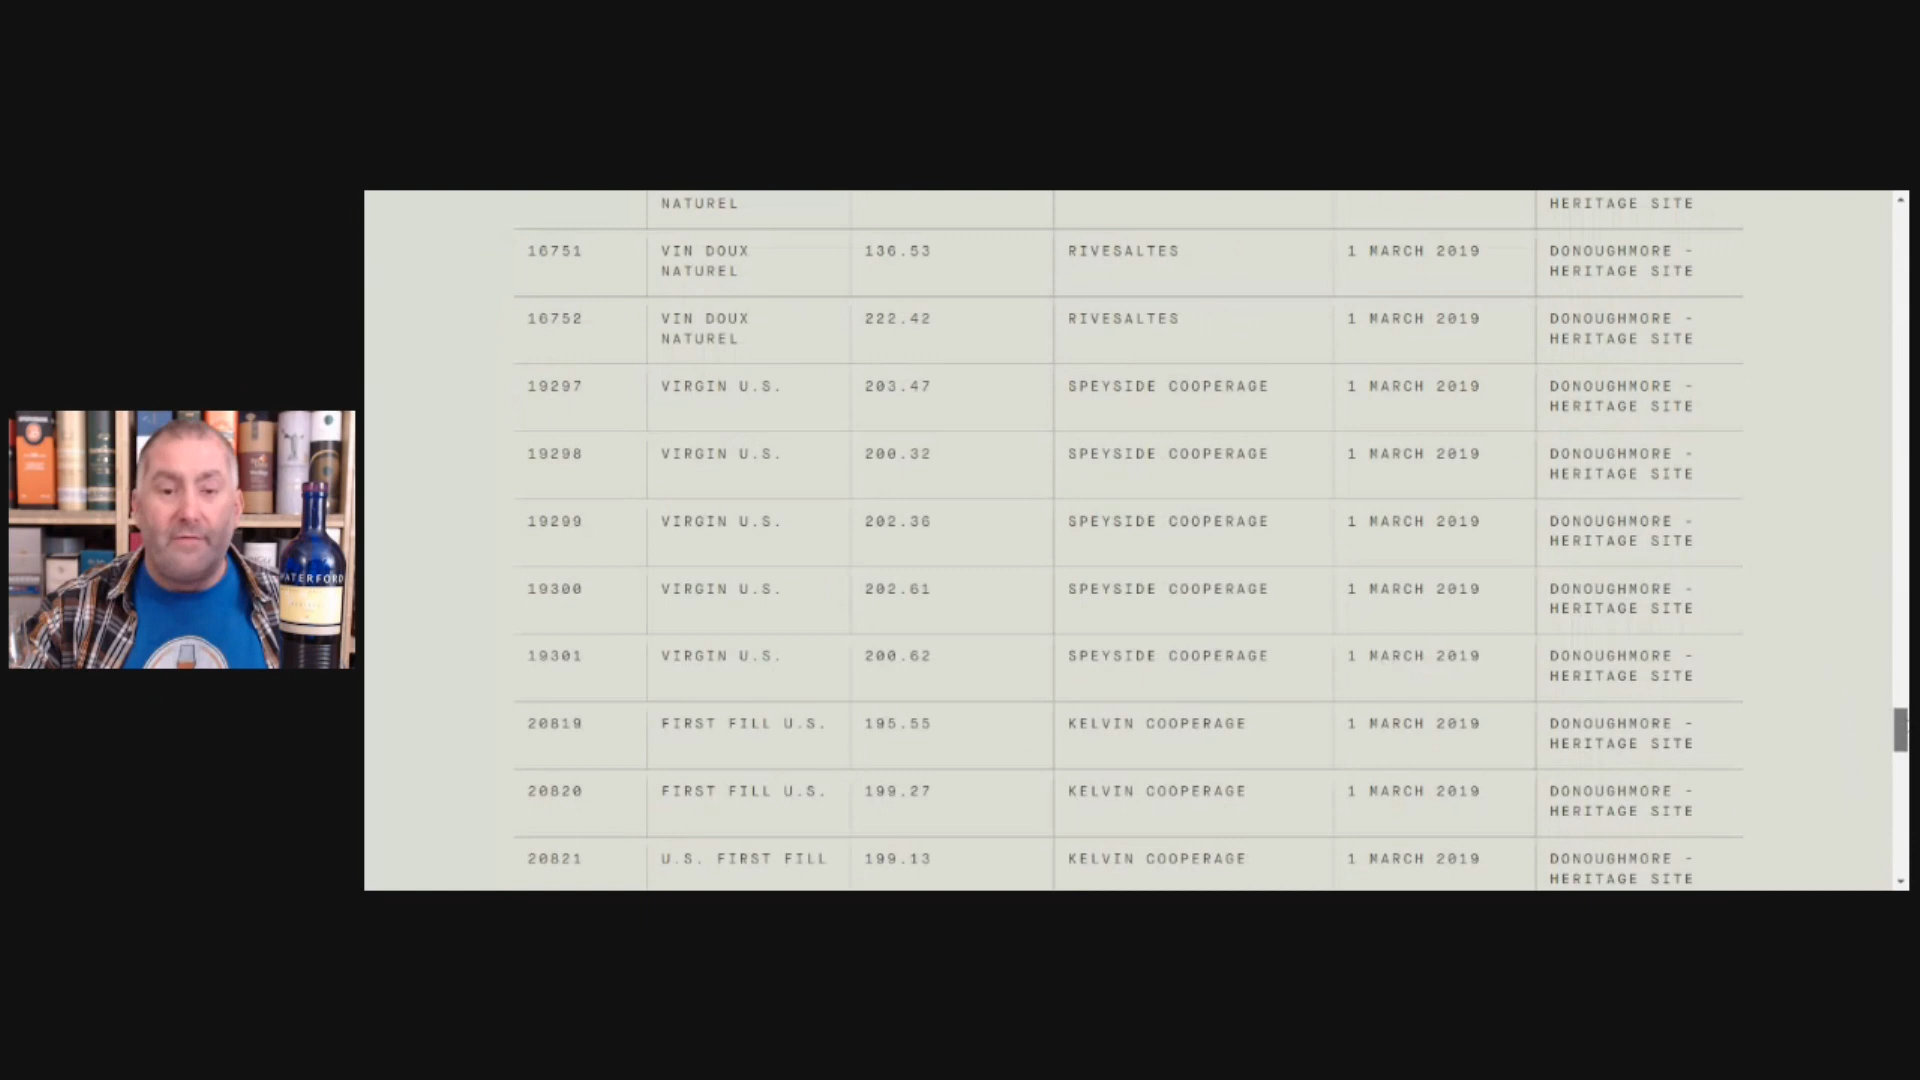 NATUREL HERITAGE SITE
16751 VIN DOUX 136.53 RIVESALTES 1 MARCH 2019 DONOUGHMORE -
NATUREL HERITAGE SITE
16752 VIN DOUX 222.42 RIVESALTES 1 MARCH 2019 DONOUGHMORE -
NATUREL HERITAGE SITE
19297 VIRGIN U.S. 203.47 SPEYSIDE COOPERAGE 1 MARCH 2019 DONOUGHMORE -
HERITAGE SITE
19298 VIRGIN U.S. 200.32 SPEYSIDE COOPERAGE 1 MARCH 2019 DONOUGHMORE -
HERITAGE SITE
19299 VIRGIN U.S. 202.36 SPEYSIDE COOPERAGE 1 MARCH 2019 DONOUGHMORE -
HERITAGE SITE
19300 VIRGIN U.S. 202.61 SPEYSIDE COOPERAGE 1 MARCH 2019 DONOUGHMORE -
HERITAGE SITE
19301 VIRGIN U.S. 200.62 SPEYSIDE COOPERAGE 1 MARCH 2019 DONOUGHMORE -
HERITAGE SITE
20819 FIRST FILL U.S. 195.55 KELVIN COOPERAGE 1 MARCH 2019 DONOUGHMORE -
HERITAGE SITE
20820 FIRST FILL U.S. 199.27 KELVIN COOPERAGE 1 MARCH 2019 DONOUGHMORE -
HERITAGE SITE
20821 U.S. FIRST FILL 199.13 KELVIN COOPERAGE 1 MARCH 2019 DONOUGHMORE -
HERITAGE SITE
WATERFORD